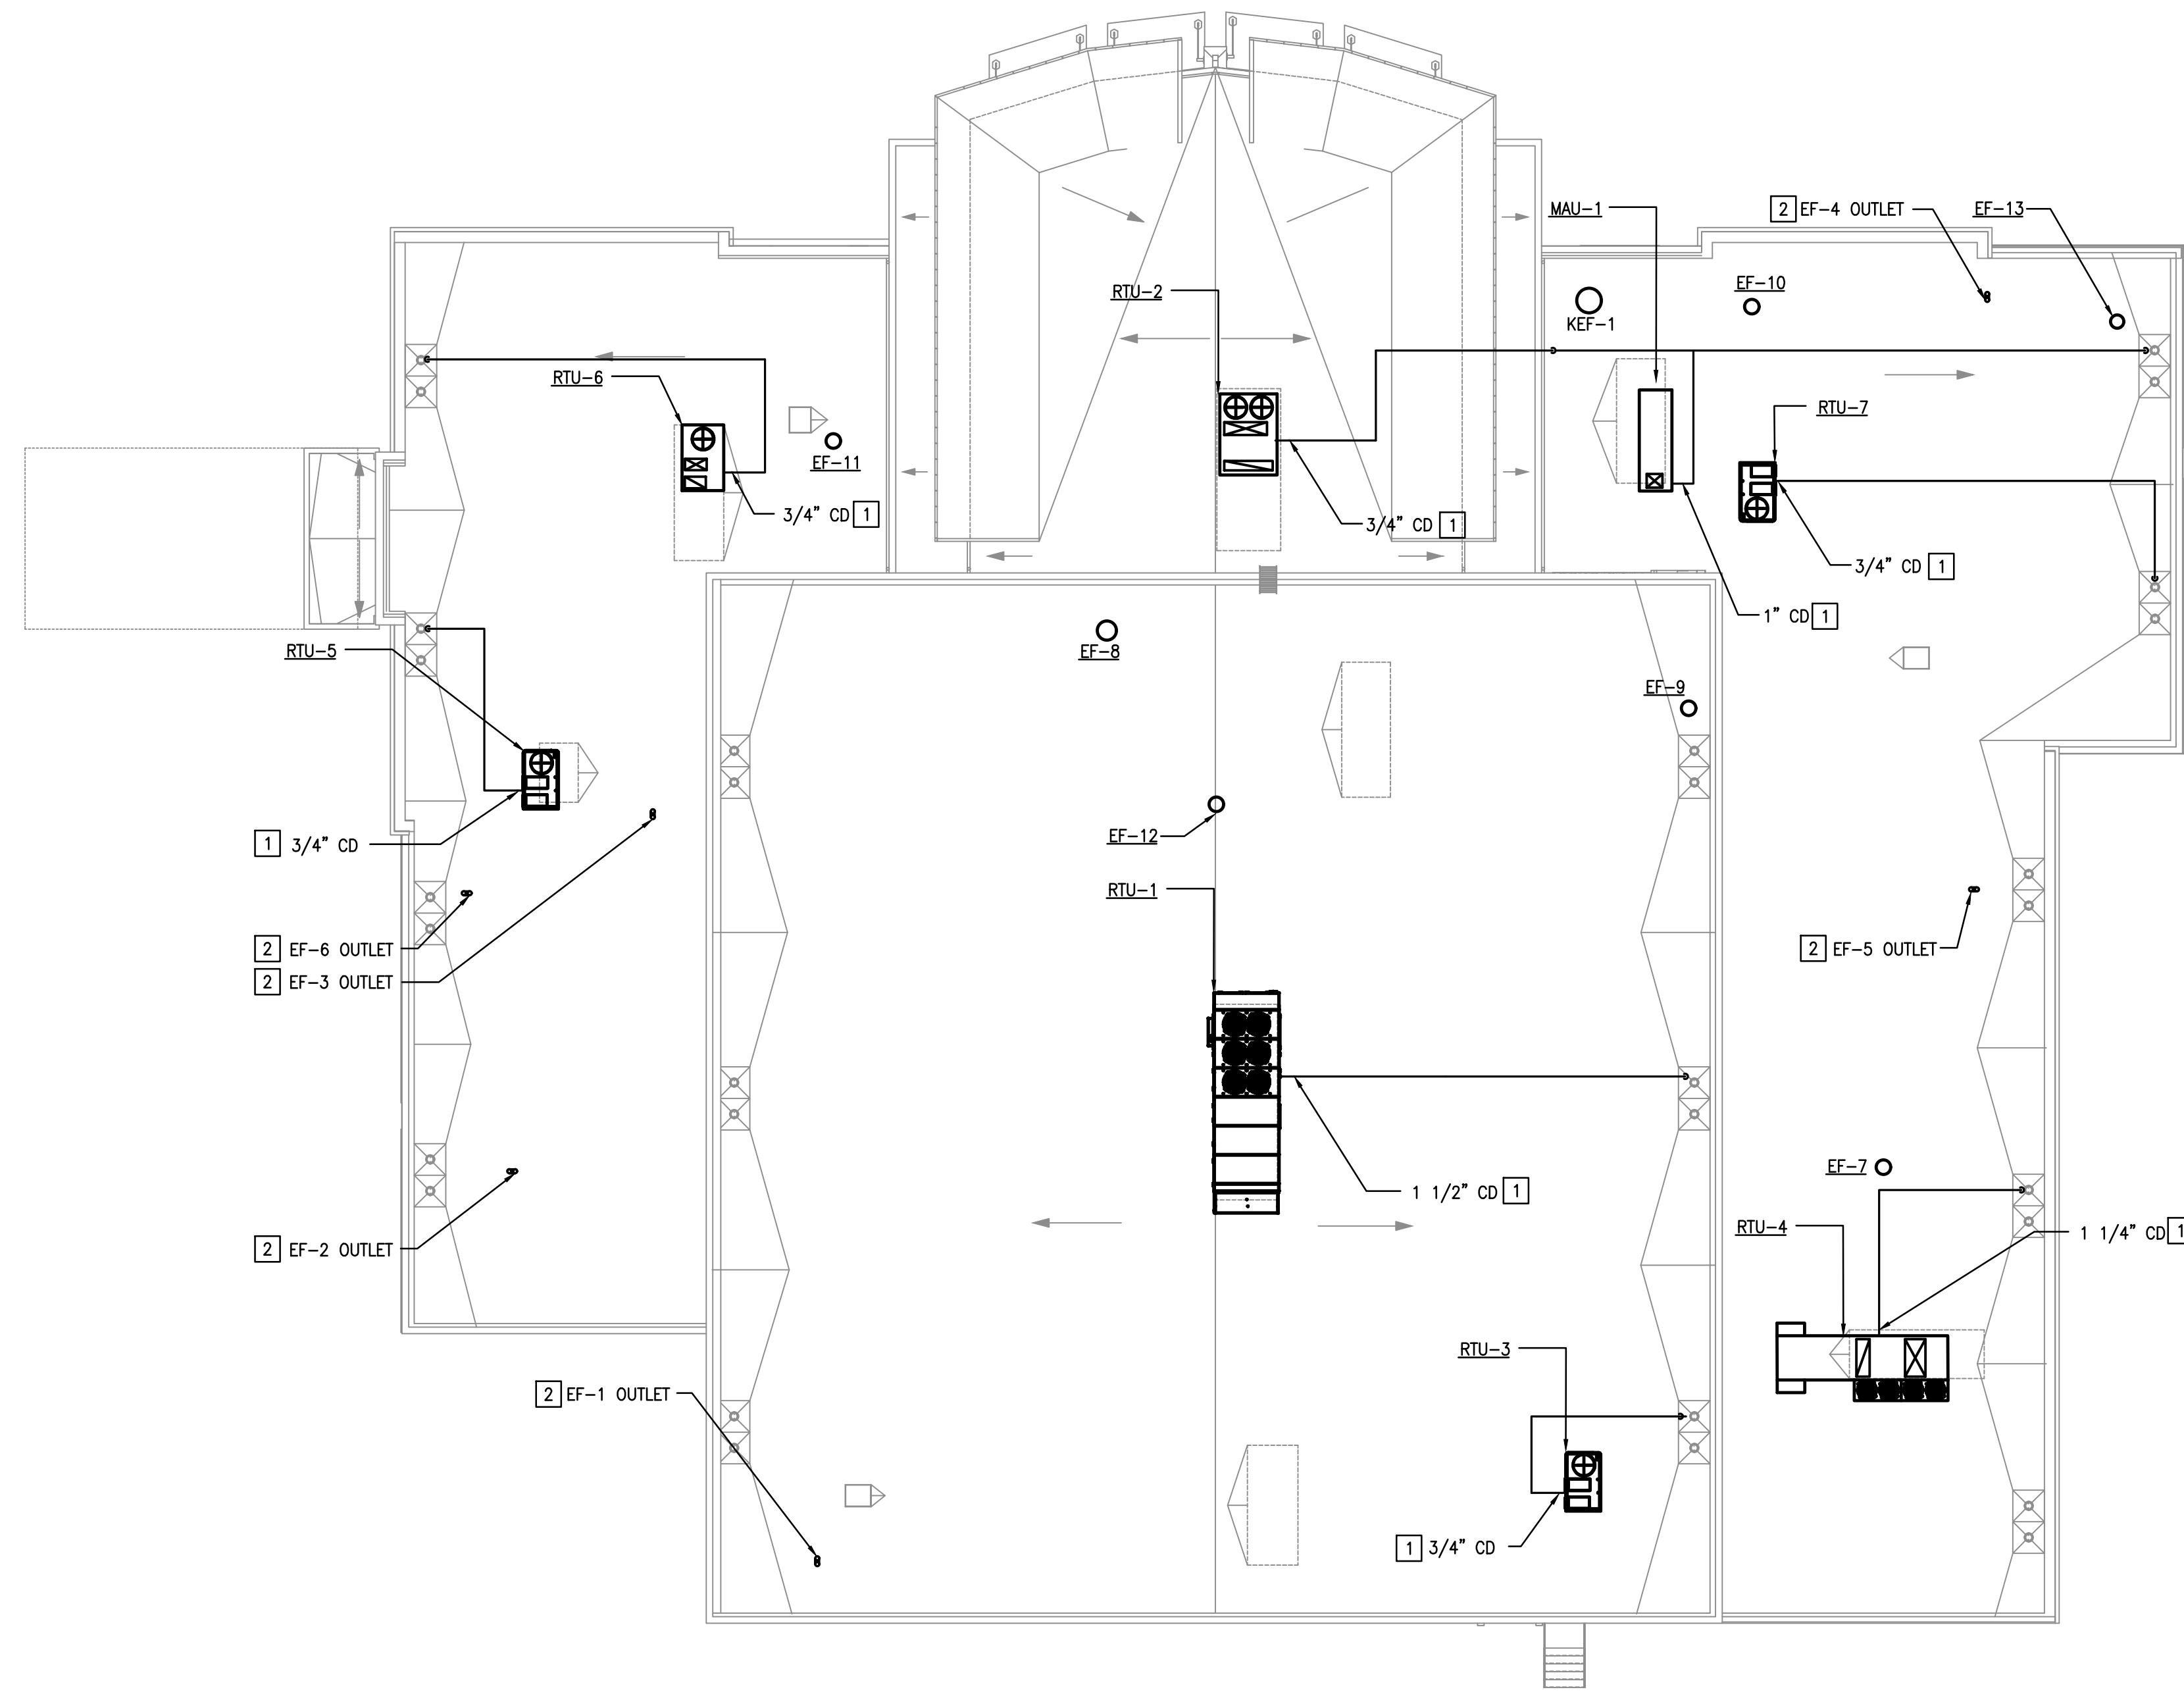 MAU-1
2 EF-4 OUTLET
EF-13
RTU-2
EF-10
KEF-1
RTU-6
RTU-7
EF-11
3/4" CD 1
3/4" CD 1
3/4" CD 1
1" CD 1
RTU-5
EF-8
EF-9
EF-12
1 3/4" CD
RTU-1
2 EF-6 OUTLET
2 EF-5 OUTLET
2 EF-3 OUTLET
EF-7
1 1/2" CD 1
RTU-4
1 1/4" CD 1
2 EF-2 OUTLET
RTU-3
2 EF-1 OUTLET
1 3/4" CD